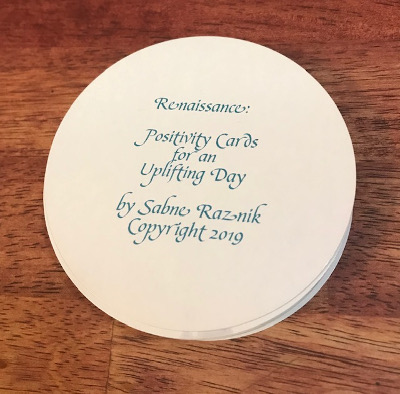 Renaissance:
Positivity Cards
for an
Uplifting Day
by Sabne Raznik
Copyright 2019